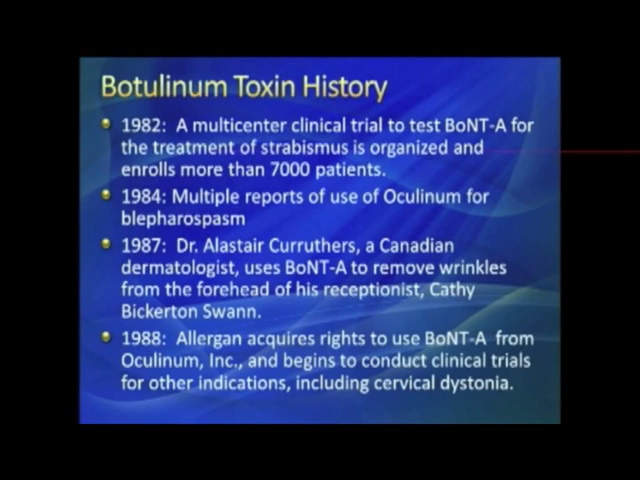 Botulinum Toxin History
1982: A multicenter clinical trial to test BoNT-A for
the treatment of strabismus is organized and
enrolls more than 7000 patients.
1984: Multiple reports of use of Oculinum for
blepharospasm
1987: Dr. Alastair Curruthers, a Canadian
dermatologist, uses BoNT-A to remove wrinkles
from the forehead of his receptionist, Cathy
Bickerton Swann.
1988: Allergan acquires rights to use BoNT-A from
Oculinum, Inc., and begins to conduct clinical trials
for other indications, including cervical dystonia.